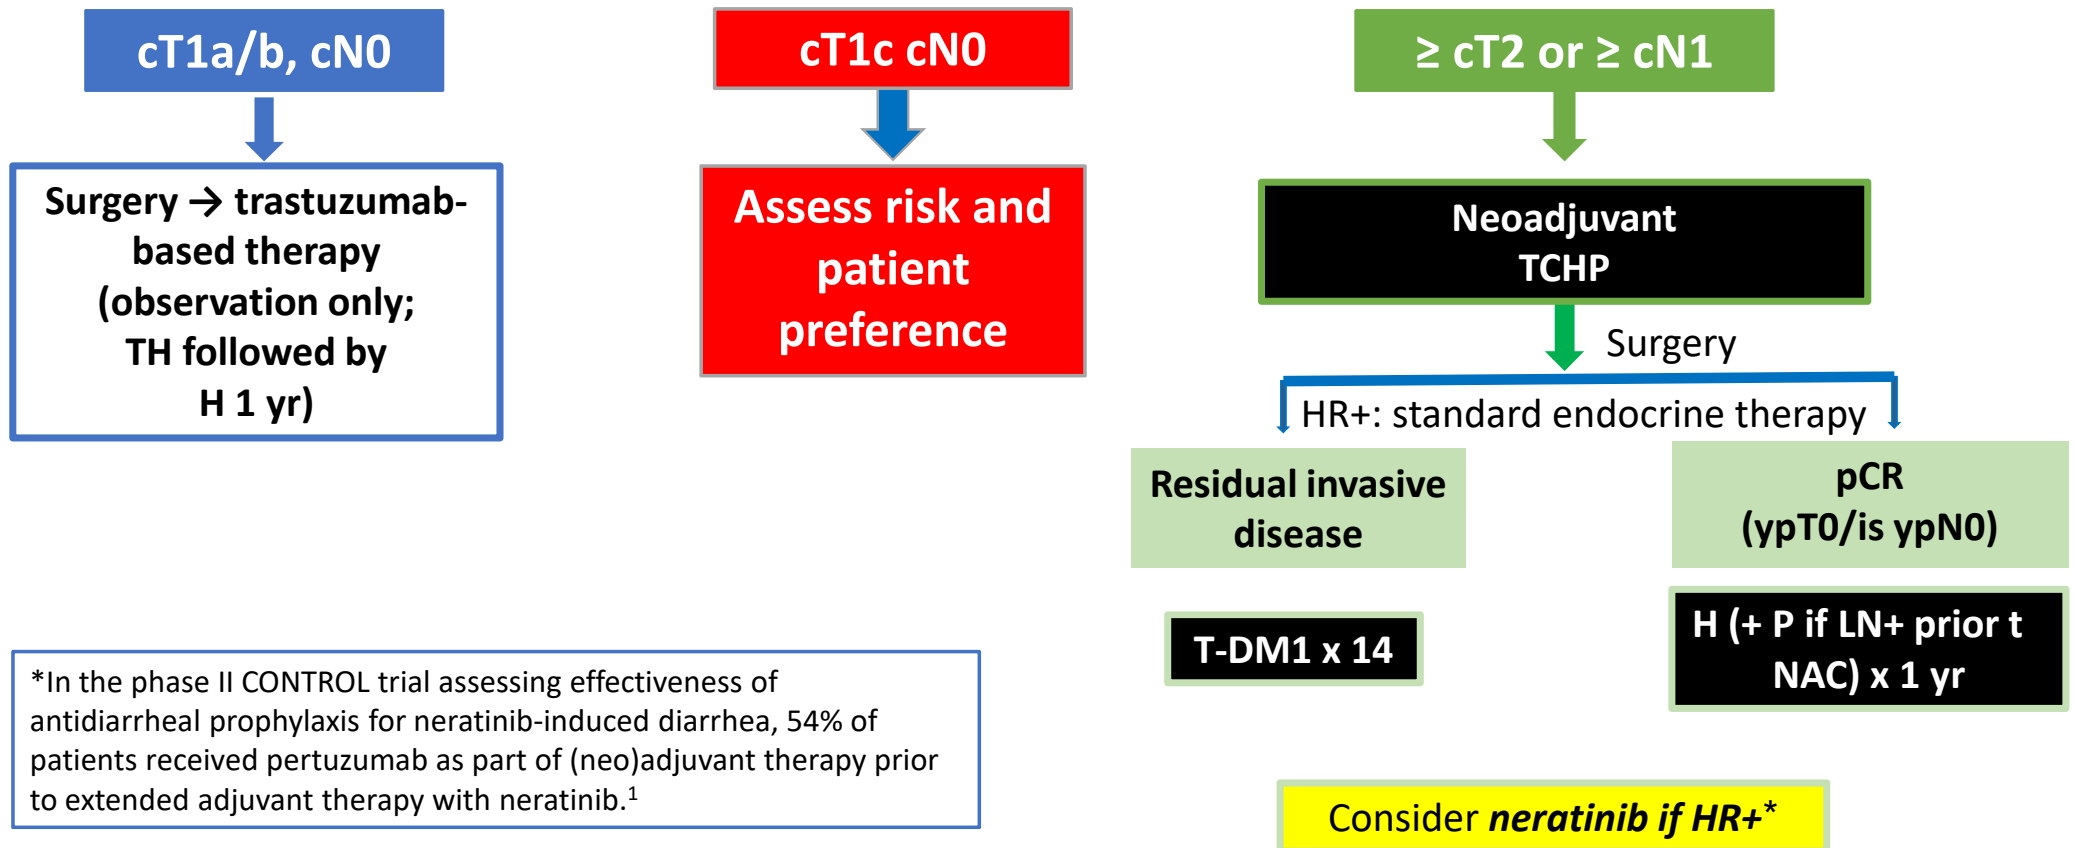 cT1a/b, cN0
Surgery → trastuzumab-
based therapy
(observation only;
TH followed by
H 1 yr)
cT1c cN0
Assess risk and
patient
preference
≥ cT2 or ≥ cN1
Neoadjuvant
TCHP
Surgery
HR+: standard endocrine therapy
Residual invasive
disease
T-DM1 x 14
pCR
(ypT0/is ypN0)
H (+ P if LN+ prior t
NAC) x 1 yr
Consider neratinib if HR+*
*In the phase II CONTROL trial assessing effectiveness of
antidiarrheal prophylaxis for neratinib-induced diarrhea, 54% of
patients received pertuzumab as part of (neo)adjuvant therapy prior
to extended adjuvant therapy with neratinib.¹